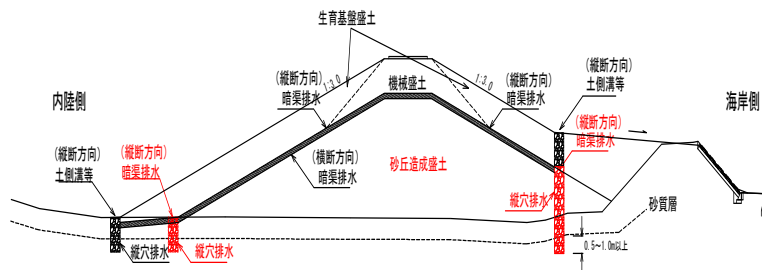 生育基盤盛土
1:3.0
1:3.0
機械盛土
(縦断方向)
暗渠排水
(縦断方向)
暗渠排水
(縦断方向)
土側溝等
内陸側
海岸側
(縦断方向)
暗渠排水
(縦断方向)
土側溝等
(縦断方向)
暗渠排水
(横断方向)
暗渠排水
砂丘造成盛土
縦穴排水
砂質層
縦穴排水
縦穴排水
0.5~1.0m以上